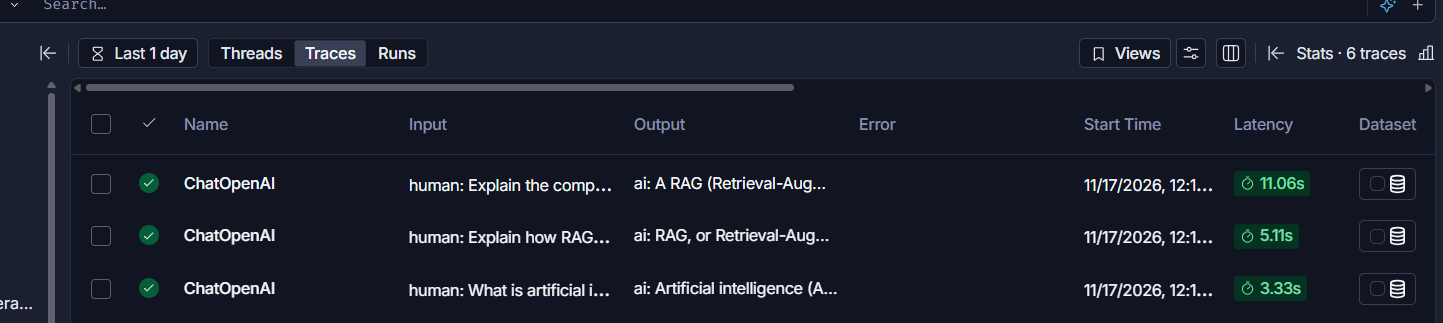 Search…
Last 1 day Threads Traces Runs Views Stats · 6 traces
Name Input Output Error Start Time Latency Dataset
ChatOpenAI human: Explain the comp… ai: A RAG (Retrieval-Aug… 11/17/2026, 12:1… 11.06s
ChatOpenAI human: Explain how RAG… ai: RAG, or Retrieval-Aug… 11/17/2026, 12:1… 5.11s
ChatOpenAI human: What is artificial i… ai: Artificial intelligence (A… 11/17/2026, 12:1… 3.33s
era…